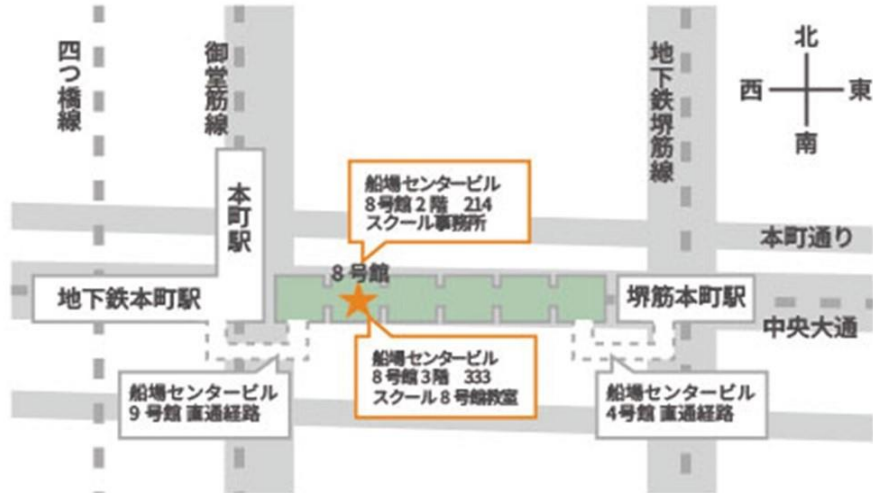 四つ橋線
御堂筋線
地下鉄堺筋線
北
西
東
南
本町駅
船場センタービル
8号館2階 214
スクール事務所
本町通り
8号館
地下鉄本町駅
堺筋本町駅
中央大通
船場センタービル
8号館3階 333
スクール8号館教室
船場センタービル
9号館 直通経路
船場センタービル
4号館 直通経路